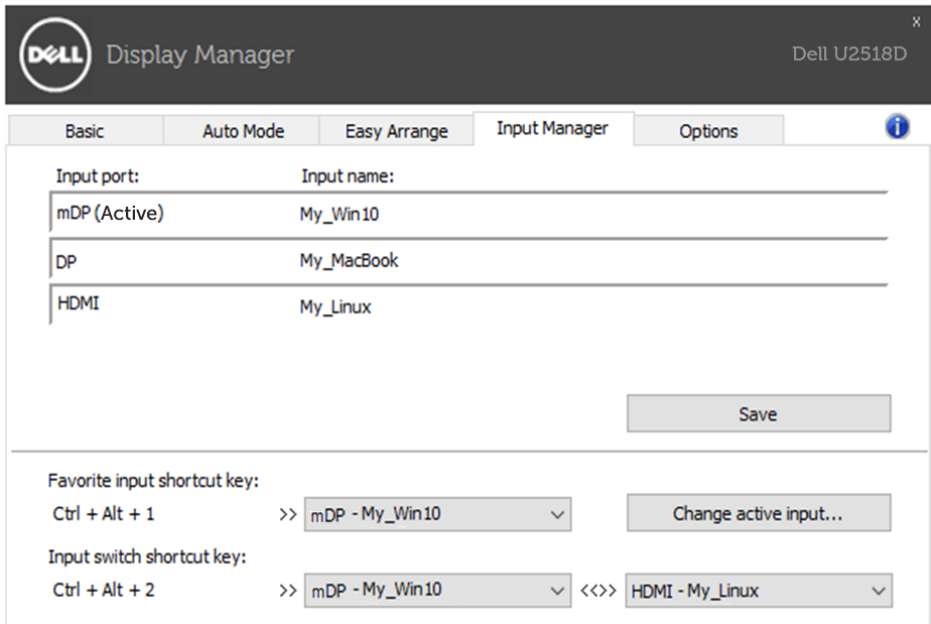 x
DELL Display Manager Dell U2518D
Basic Auto Mode Easy Arrange Input Manager Options i
Input port: Input name:
mDP (Active) My_Win10
DP My_MacBook
HDMI My_Linux
Save
Favorite input shortcut key:
Ctrl + Alt + 1 >> mDP - My_Win10 Change active input...
Input switch shortcut key:
Ctrl + Alt + 2 >> mDP - My_Win10 <<>> HDMI - My_Linux